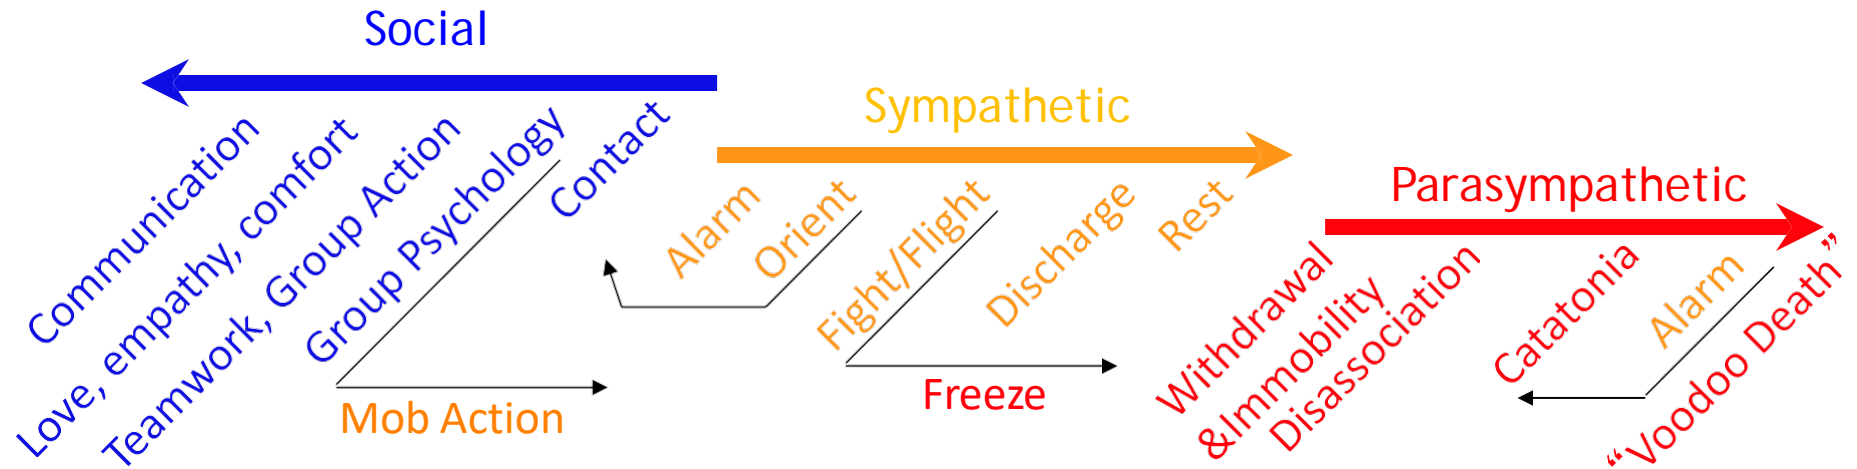 Social
Communication
Love, empathy, comfort
Teamwork, Group Action
Group Psychology
Contact
Mob Action
Sympathetic
Alarm
Orient
Fight/Flight
Discharge
Rest
Freeze
Parasympathetic
Withdrawal
&Immobility
Disassociation
Catatonia
Alarm
“Voodoo Death”